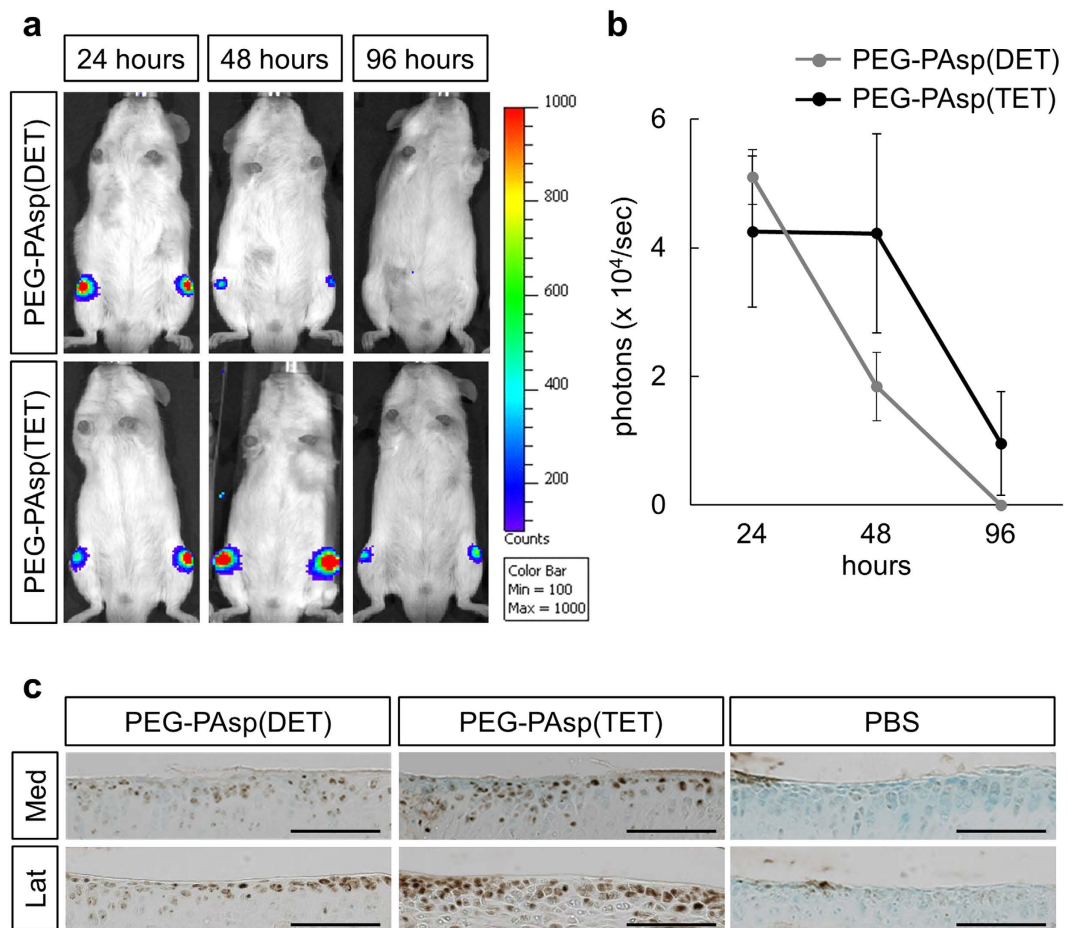 a
24 hours
48 hours
96 hours
PEG-PAsp(DET)
PEG-PAsp(TET)
1000
800
600
400
200
Counts
Color Bar
Min = 100
Max = 1000
b
PEG-PAsp(DET)
PEG-PAsp(TET)
photons (x 10⁴/sec)
6
4
2
0
24
48
96
hours
c
PEG-PAsp(DET)
PEG-PAsp(TET)
PBS
Med
Lat